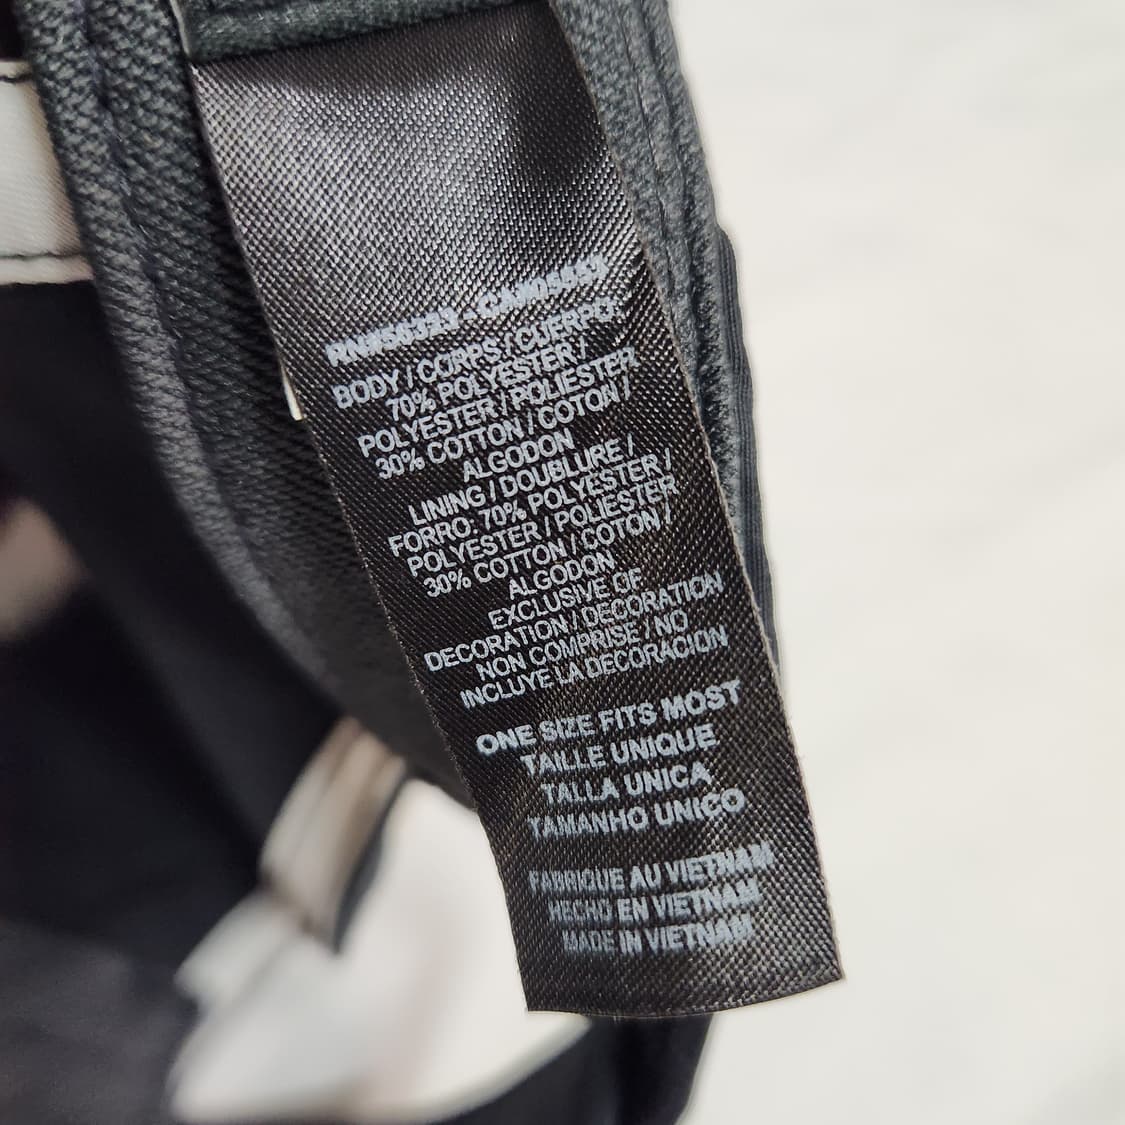 BODY / CORPS / CUERPO:
70% POLYESTER /
POLYESTER / POLIESTER
30% COTTON / COTON /
ALGODON
LINING / DOUBLURE /
FORRO: 70% POLYESTER /
POLYESTER / POLIESTER
30% COTTON / COTON /
ALGODON
EXCLUSIVE OF
DECORATION / DECORATION
NON COMPRISE / NO
INCLUYE LA DECORACION
ONE SIZE FITS MOST
TAILLE UNIQUE
TALLA UNICA
TAMANHO UNICO
FABRIQUE AU VIETNAM
HECHO EN VIETNAM
MADE IN VIETNAM